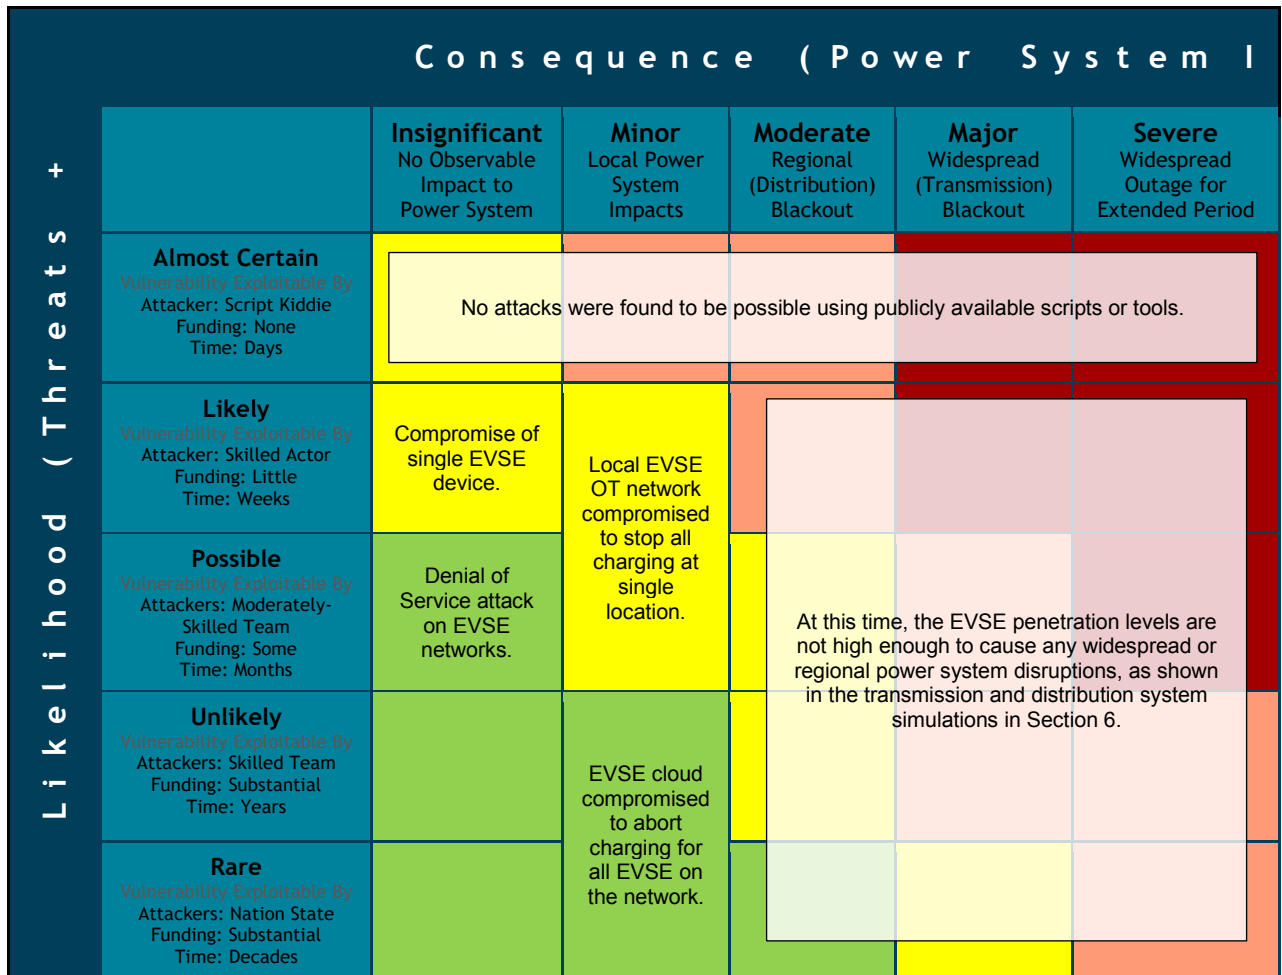 Consequence (Power System I
Likelihood (Threats +
Insignificant
No Observable
Impact to
Power System
Minor
Local Power
System
Impacts
Moderate
Regional
(Distribution)
Blackout
Major
Widespread
(Transmission)
Blackout
Severe
Widespread
Outage for
Extended Period
Almost Certain
Vulnerability Exploitable By
Attacker: Script Kiddie
Funding: None
Time: Days
No attacks were found to be possible using publicly available scripts or tools.
Likely
Vulnerability Exploitable By
Attacker: Skilled Actor
Funding: Little
Time: Weeks
Compromise of
single EVSE
device.
Local EVSE
OT network
compromised
to stop all
charging at
single
location.
Possible
Vulnerability Exploitable By
Attackers: Moderately-
Skilled Team
Funding: Some
Time: Months
Denial of
Service attack
on EVSE
networks.
At this time, the EVSE penetration levels are
not high enough to cause any widespread or
regional power system disruptions, as shown
in the transmission and distribution system
simulations in Section 6.
Unlikely
Vulnerability Exploitable By
Attackers: Skilled Team
Funding: Substantial
Time: Years
EVSE cloud
compromised
to abort
charging for
all EVSE on
the network.
Rare
Vulnerability Exploitable By
Attackers: Nation State
Funding: Substantial
Time: Decades